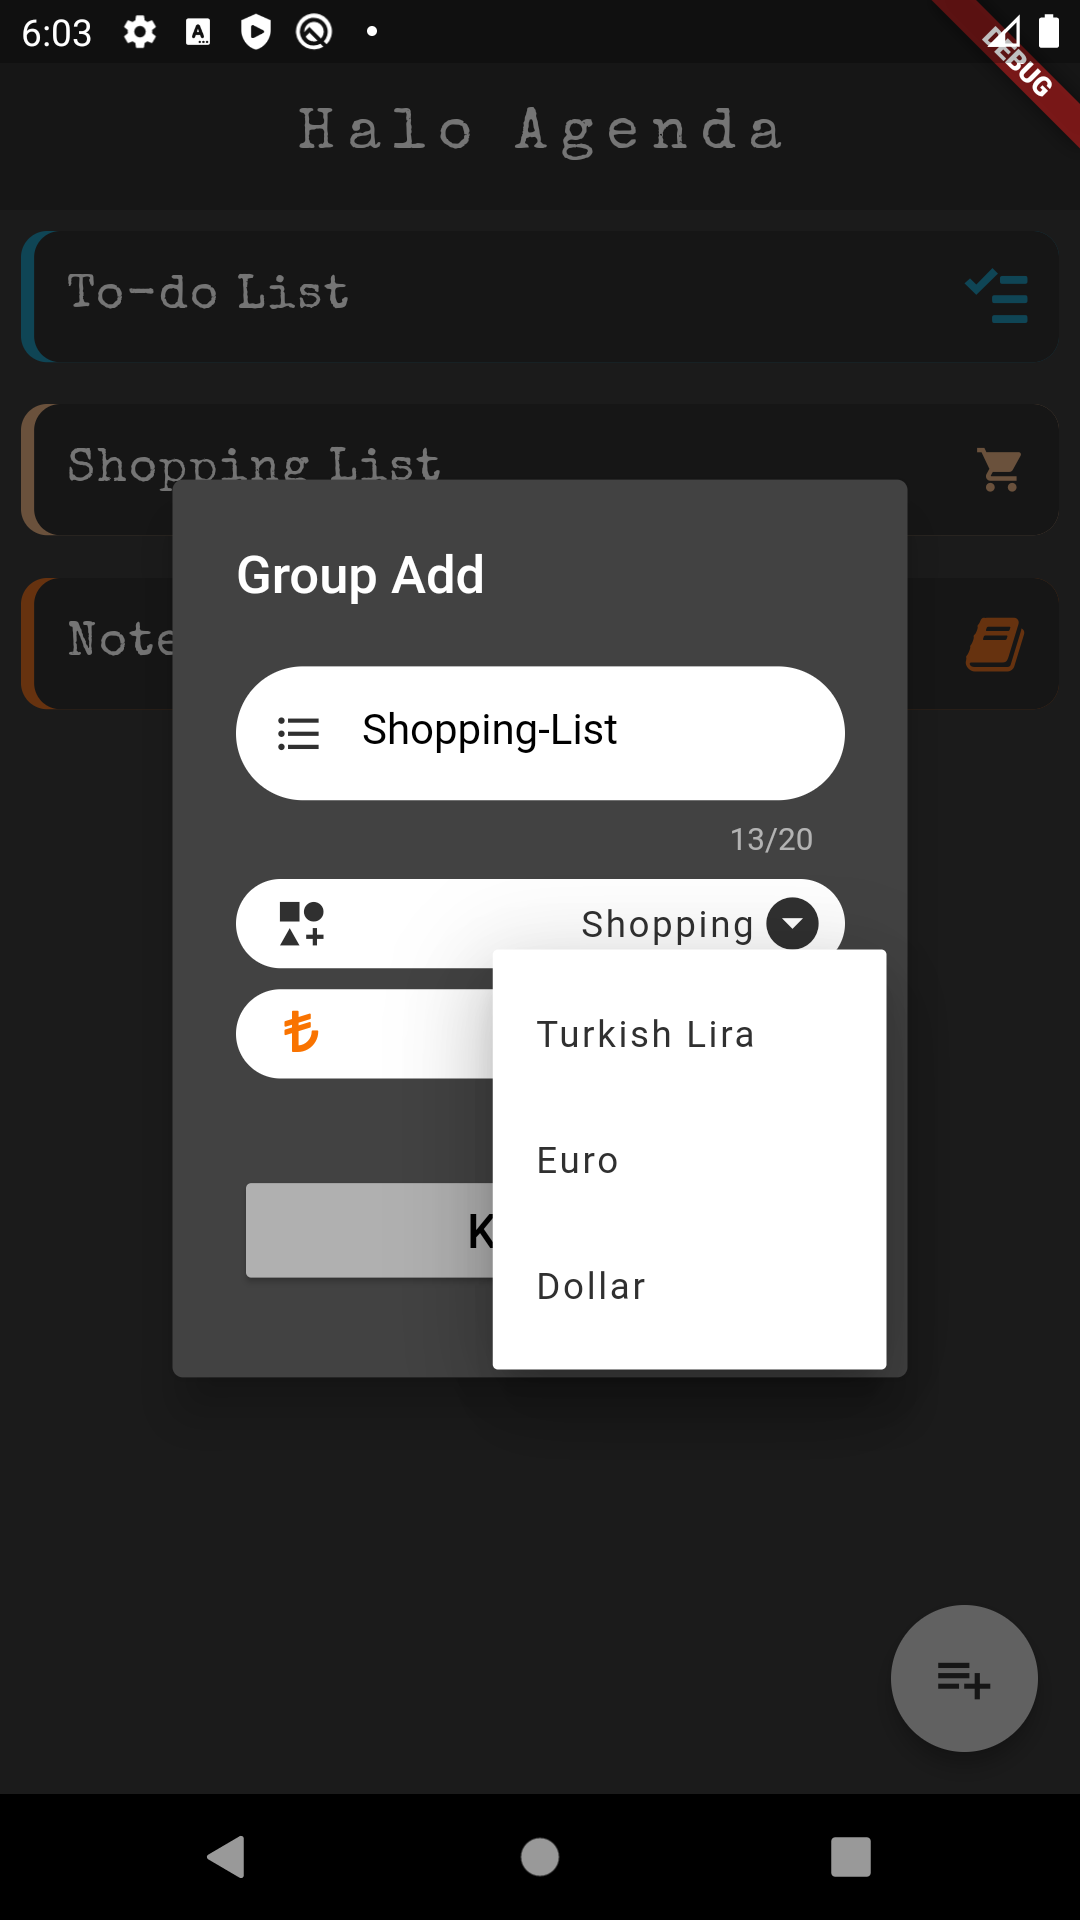 6:03
DEBUG
Halo Agenda
To-do List
Shopping List
Note
Group Add
Shopping-List
13/20
Shopping
Turkish Lira
Euro
K
Dollar